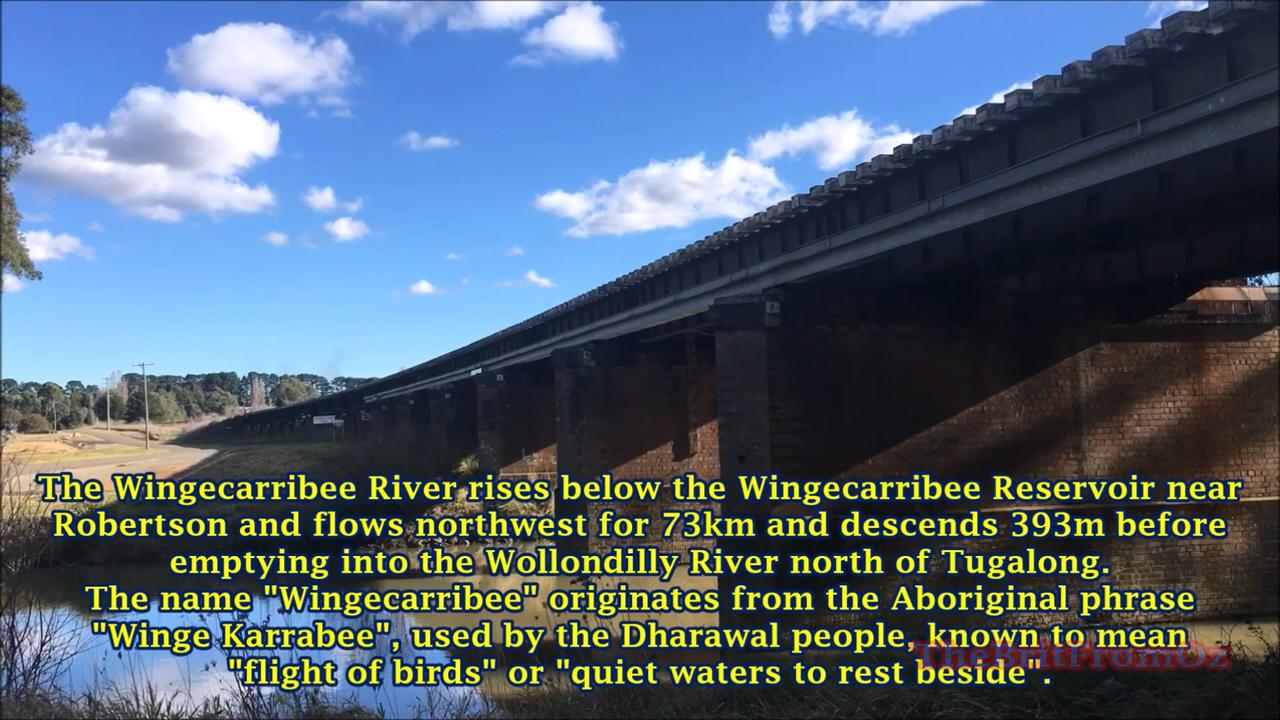 The Wingecarribee River rises below the Wingecarribee Reservoir near
Robertson and flows northwest for 73km and descends 393m before
emptying into the Wollondilly River north of Tugalong.
The name "Wingecarribee" originates from the Aboriginal phrase
"Winge Karrabee", used by the Dharawal people, known to mean
"flight of birds" or "quiet waters to rest beside".
TheBritFromOz